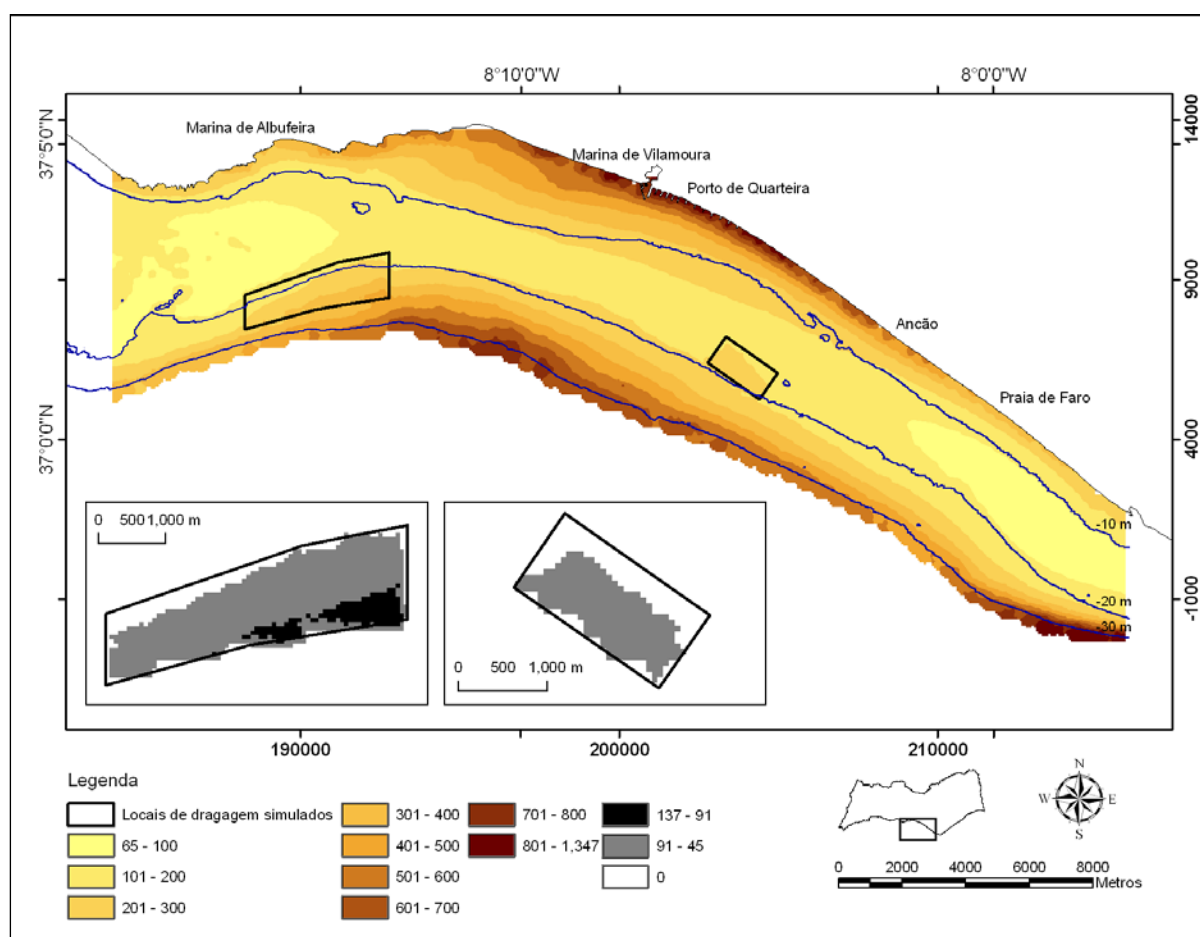 8°10'0"W
8°0'0"W
37°5'0"N
14000
Marina de Albufeira
Marina de Vilamoura
Porto de Quarteira
9000
Ancão
Praia de Faro
37°0'0"N
4000
-10 m
0 500 1,000 m
0 500 1,000 m
-20 m
-30 m
-1000
190000
200000
210000
Legenda
Locais de dragagem simulados
65 - 100
101 - 200
201 - 300
301 - 400
401 - 500
501 - 600
601 - 700
701 - 800
801 - 1,347
137 - 91
91 - 45
0
N
W E
S
0 2000 4000 6000 8000
Metros